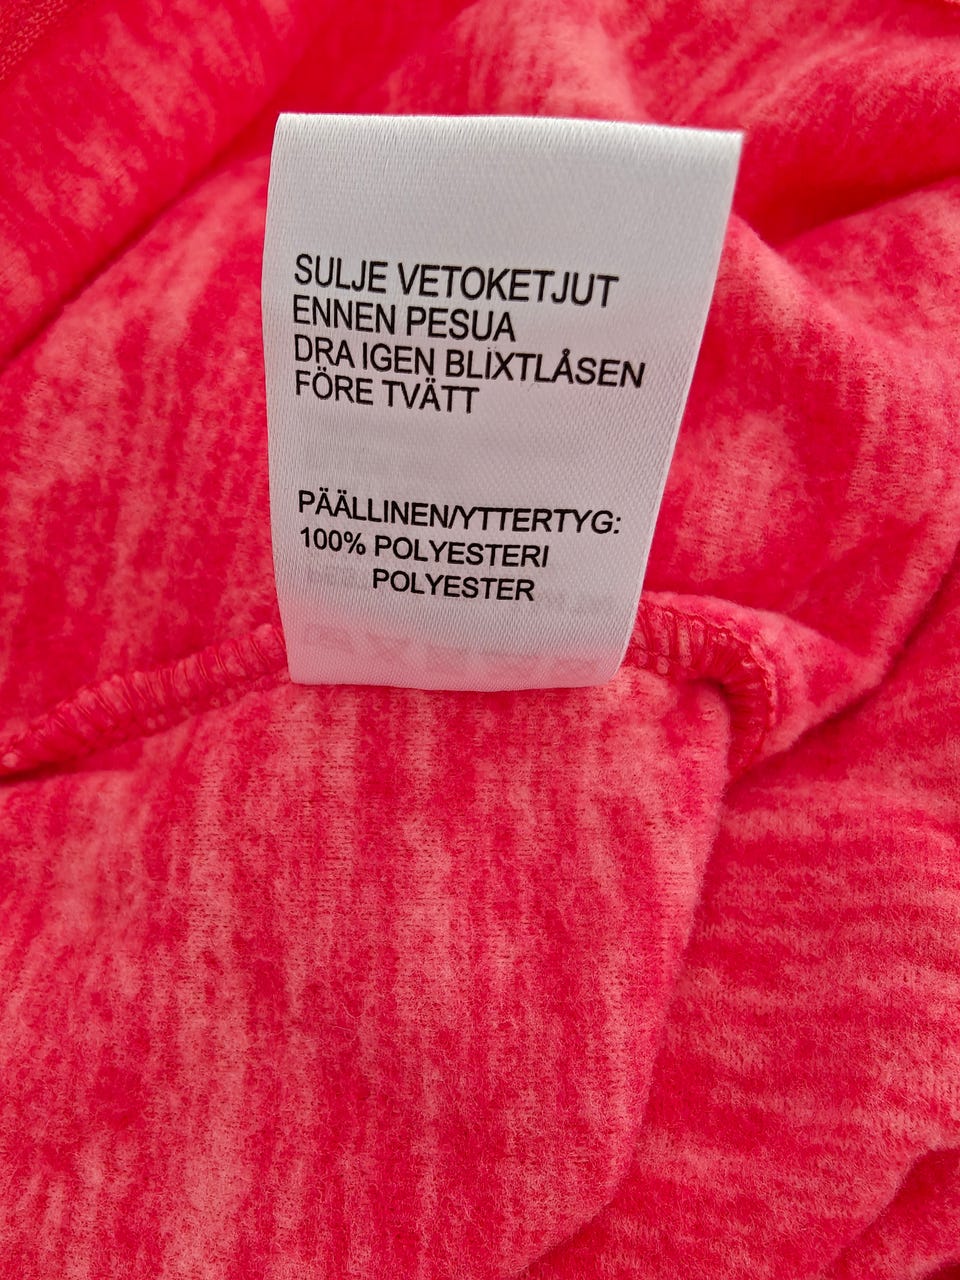 SULJE VETOKETJUT
ENNEN PESUA
DRA IGEN BLIXTLÅSEN
FÖRE TVÄTT
PÄÄLLINEN/YTTERTYG:
100% POLYESTERI
POLYESTER